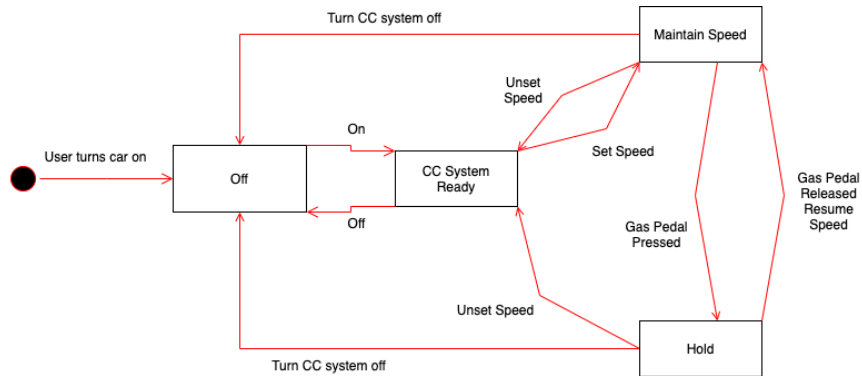 Turn CC system off
Maintain Speed
Unset
Speed
On
User turns car on
Set Speed
Off
CC System
Ready
Gas Pedal
Released
Resume
Speed
Off
Gas Pedal
Pressed
Unset Speed
Hold
Turn CC system off